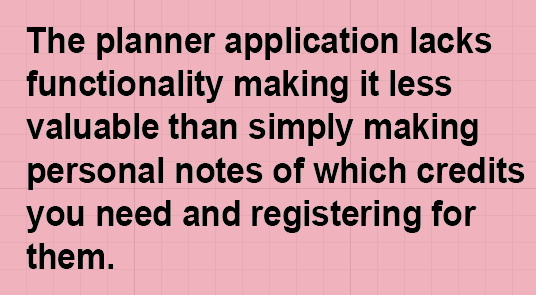 The planner application lacks
functionality making it less
valuable than simply making
personal notes of which credits
you need and registering for
them.